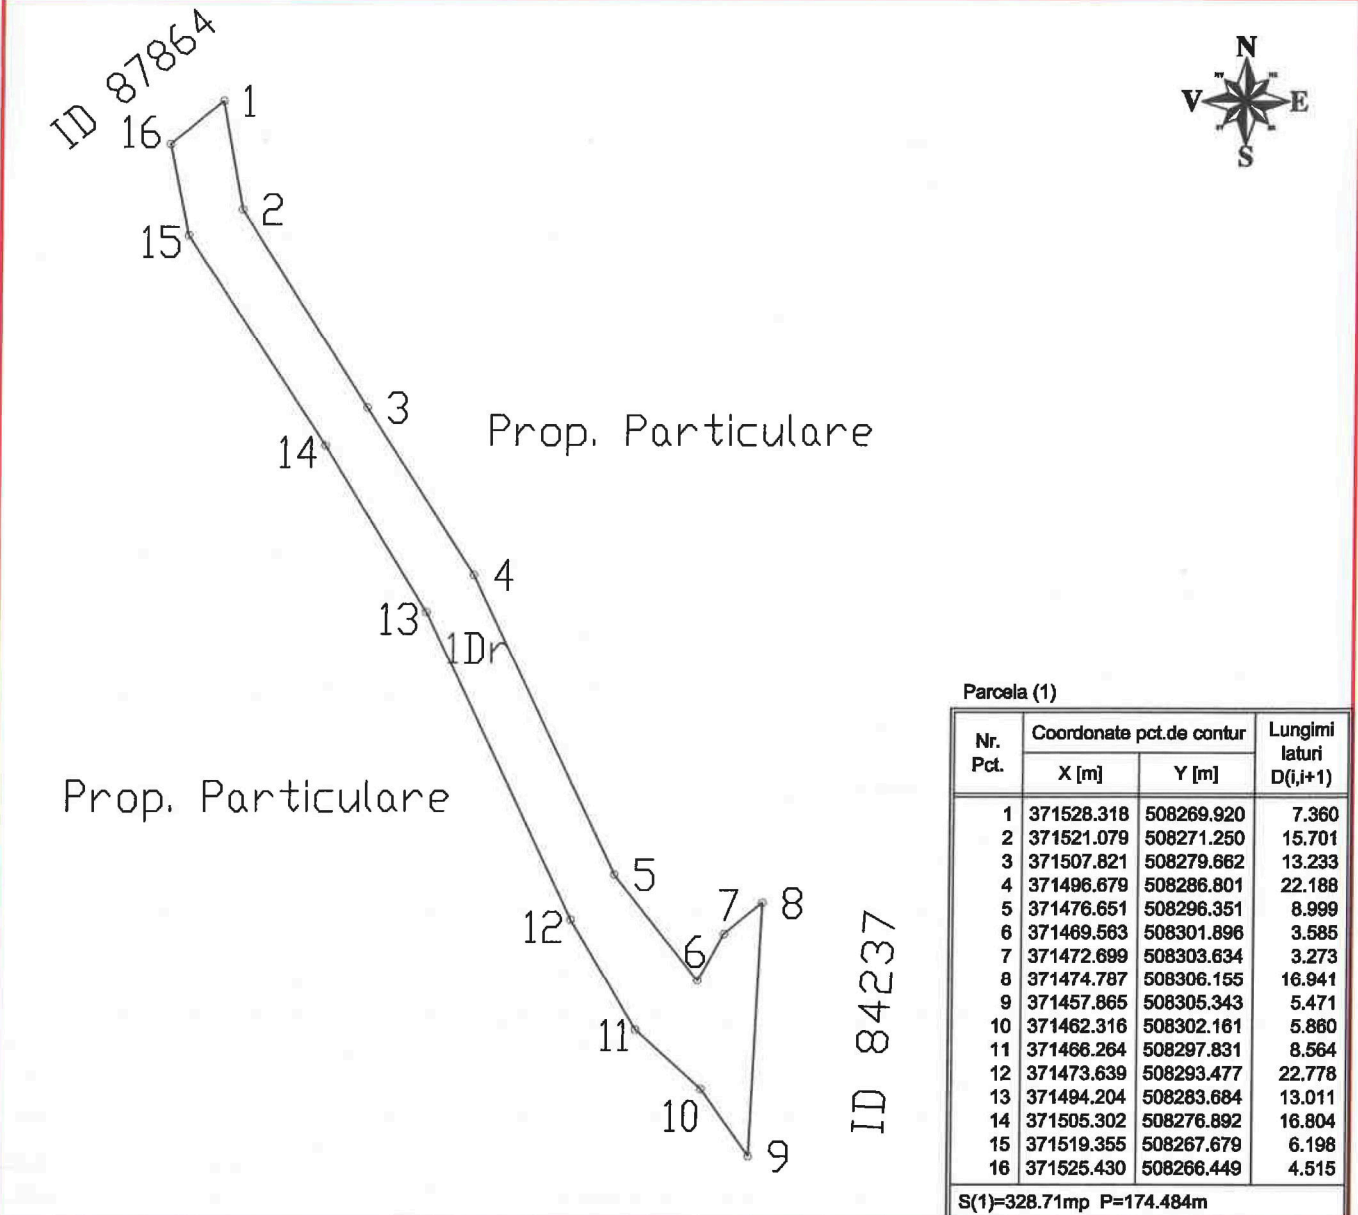 ID 87864
N
V E
S
1
16
2
15
3
Prop. Particulare
14
4
13
1Dr
Prop. Particulare
5
7 8
12
6
11
ID 84237
10
9
Parcela (1)
Nr. Pct. Coordonate pct.de contur Lungimi laturi D(i,i+1)
X [m] Y [m]
1 371528.318 508269.920 7.360
2 371521.079 508271.250 15.701
3 371507.821 508279.662 13.233
4 371496.679 508286.801 22.188
5 371476.651 508296.351 8.999
6 371469.563 508301.896 3.585
7 371472.699 508303.634 3.273
8 371474.787 508306.155 16.941
9 371457.865 508305.343 5.471
10 371462.316 508302.161 5.860
11 371466.264 508297.831 8.564
12 371473.639 508293.477 22.778
13 371494.204 508283.684 13.011
14 371505.302 508276.892 16.804
15 371519.355 508267.679 6.198
16 371525.430 508266.449 4.515
S(1)=328.71mp P=174.484m